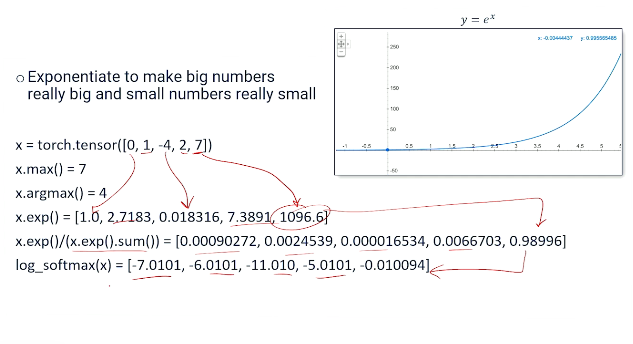 y = e^x
x: -0.00444437 y: 0.995565485
250
200
150
100
50
-1 -0.5 0 0.5 1 1.5 2 2.5 3 3.5 4 4.5 5 5.
-50
○ Exponentiate to make big numbers
really big and small numbers really small
x = torch.tensor([0, 1, -4, 2, 7])
x.max() = 7
x.argmax() = 4
x.exp() = [1.0, 2.7183, 0.018316, 7.3891, 1096.6]
x.exp()/(x.exp().sum()) = [0.00090272, 0.0024539, 0.000016534, 0.0066703, 0.98996]
log_softmax(x) = [-7.0101, -6.0101, -11.010, -5.0101, -0.010094]